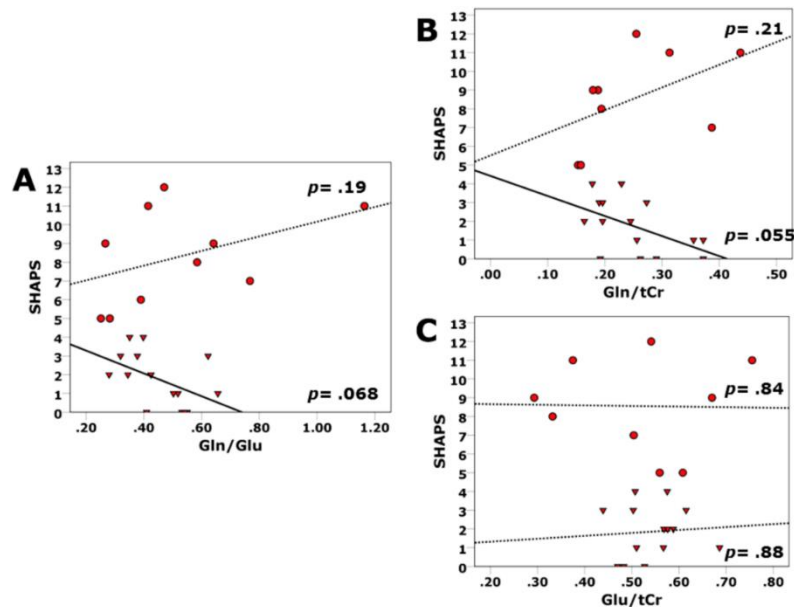 A
SHAPS
13
12
11
10
9
8
7
6
5
4
3
2
1
0
p= .19
p= .068
.20 .40 .60 .80 1.00 1.20
Gln/Glu
B
SHAPS
13
12
11
10
9
8
7
6
5
4
3
2
1
0
p= .21
p= .055
.00 .10 .20 .30 .40 .50
Gln/tCr
C
SHAPS
13
12
11
10
9
8
7
6
5
4
3
2
1
0
p= .84
p= .88
.20 .30 .40 .50 .60 .70 .80
Glu/tCr